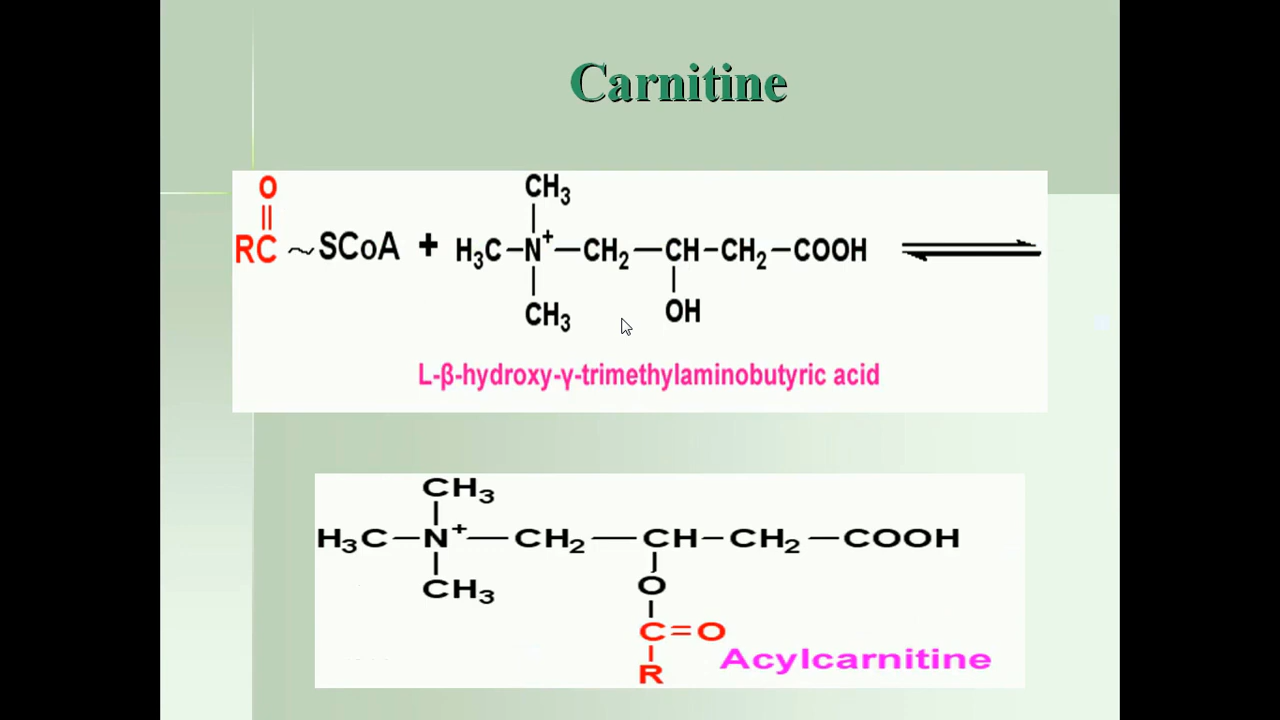 Carnitine
O
||
RC ~ SCoA + H₃C–N⁺–CH₂–CH–CH₂–COOH
CH₃
CH₃
OH
L-β-hydroxy-γ-trimethylaminobutyric acid
CH₃
H₃C–N⁺–CH₂–CH–CH₂–COOH
CH₃
O
C=O
R
Acylcarnitine